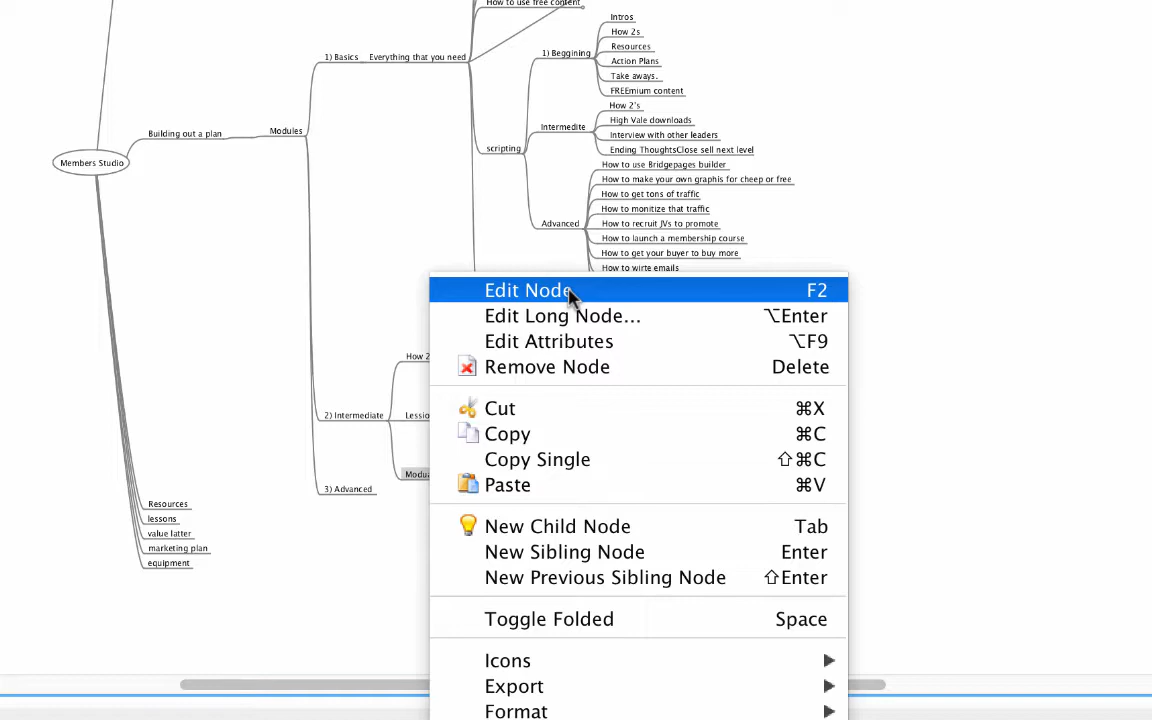 How to use free content
Intros
How 2s
Resources
Action Plans
Take aways.
FREEmium content
1) Beggining
1) Basics
Everything that you need
How 2's
High Vale downloads
Interview with other leaders
Ending ThoughtsClose sell next level
Intermedite
scripting
How to use Bridgepages builder
How to make your own graphis for cheep or free
How to get tons of traffic
How to monitize that traffic
How to recruit JVs to promote
How to launch a membership course
How to get your buyer to buy more
How to wirte emails
Advanced
Building out a plan
Modules
Members Studio
How 2
2) Intermediate
Lessio
Modua
3) Advanced
Resources
lessons
value latter
marketing plan
equipment
Edit Node F2
Edit Long Node... ⌥Enter
Edit Attributes ⌥F9
Remove Node Delete
Cut ⌘X
Copy ⌘C
Copy Single ⇧⌘C
Paste ⌘V
New Child Node Tab
New Sibling Node Enter
New Previous Sibling Node ⇧Enter
Toggle Folded Space
Icons
Export
Format